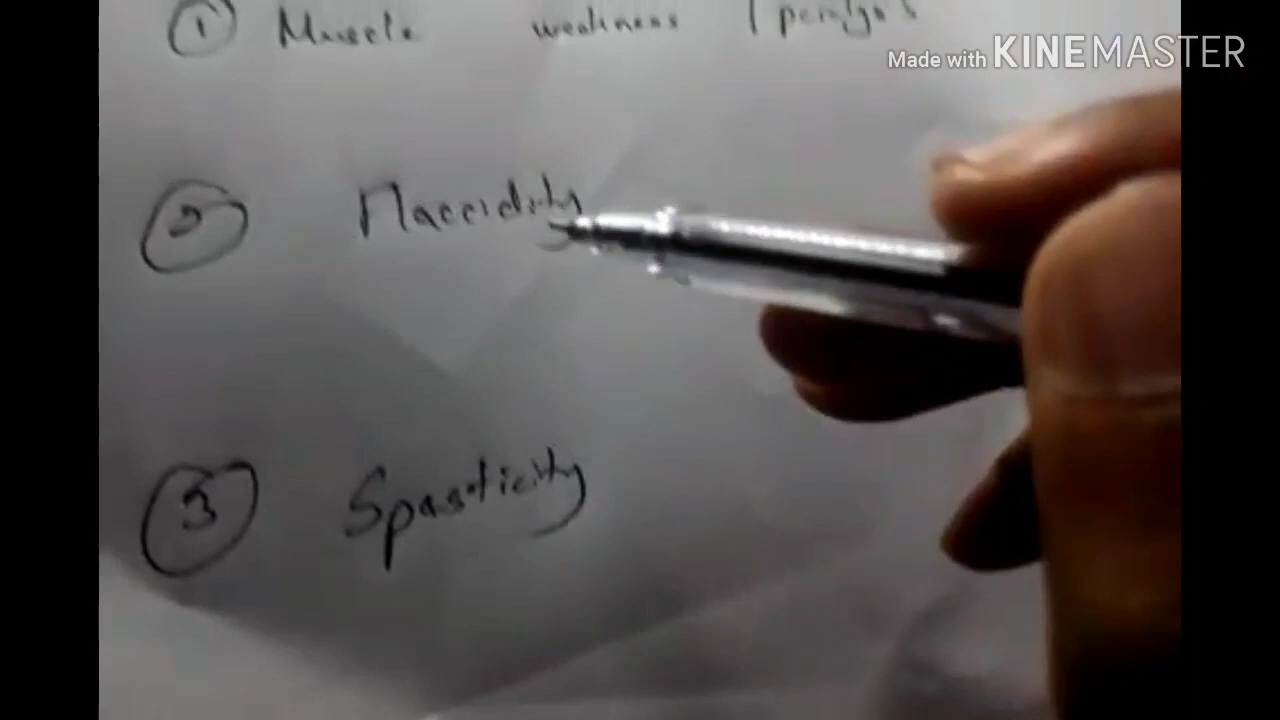 ① Muscle weakness /
Made with KINEMASTER
② Flaccidity
③ Spasticity